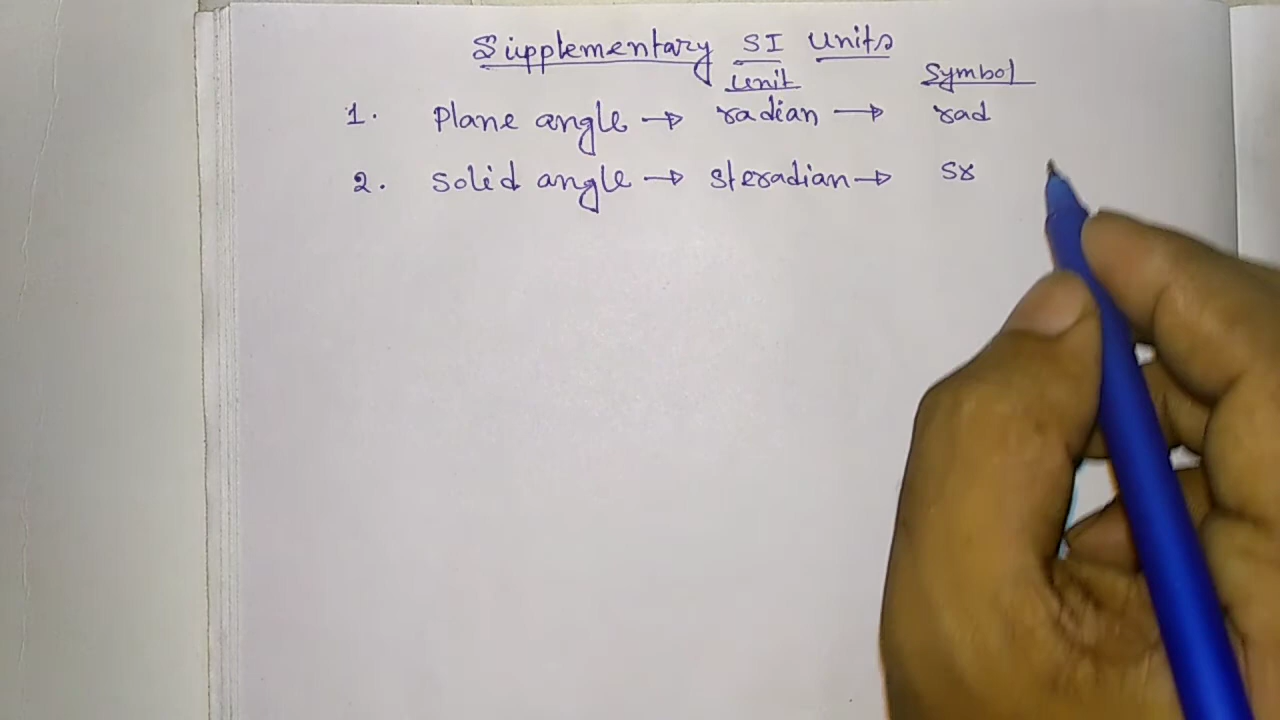 Supplementary SI Units
Unit Symbol
1. Plane angle → radian → rad
2. Solid angle → steradian → sr